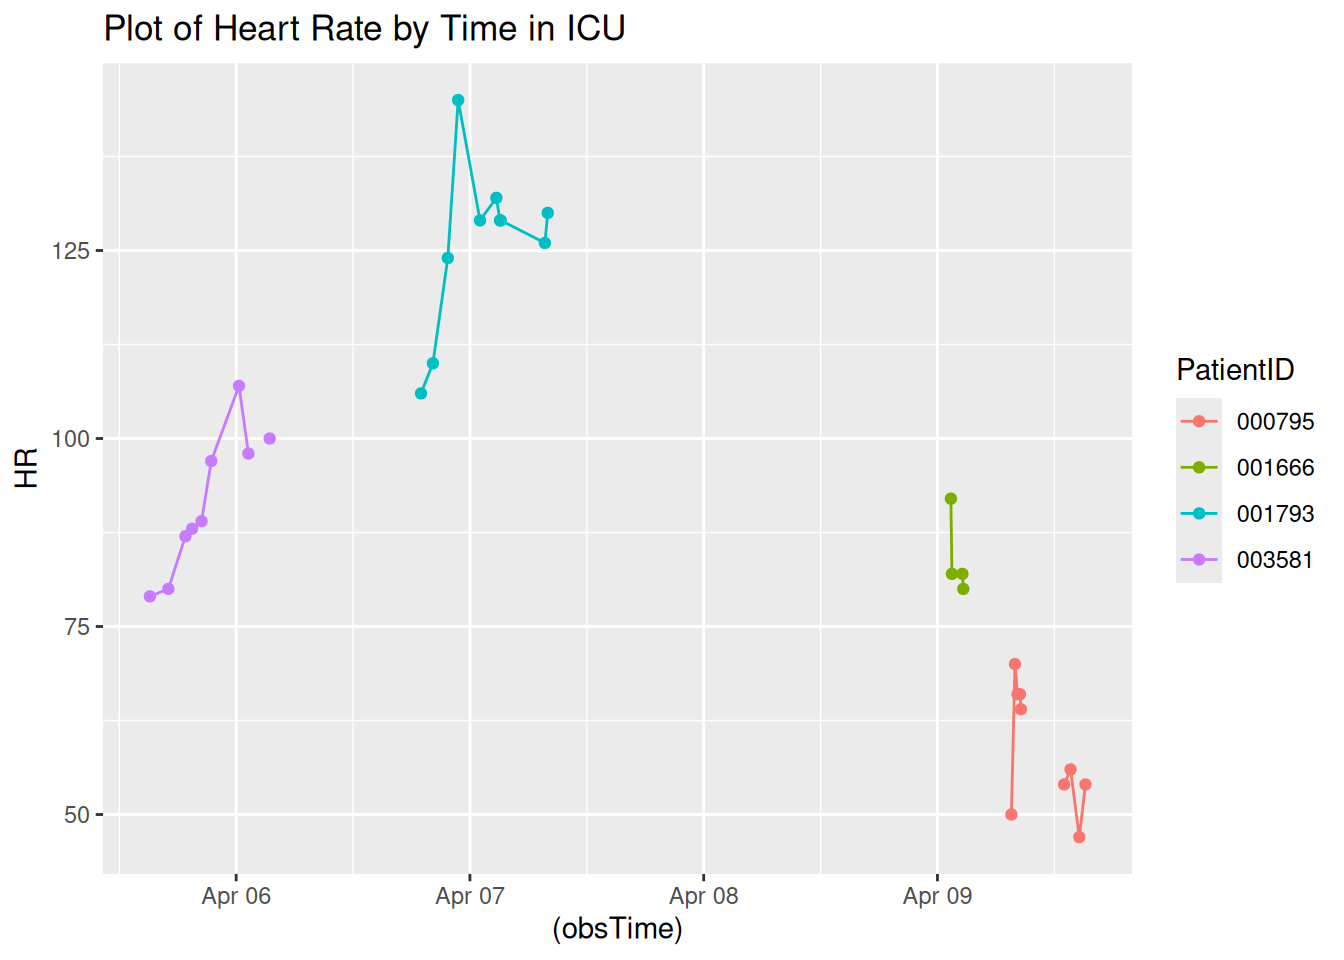 Plot of Heart Rate by Time in ICU
HR
125
100
75
50
Apr 06
Apr 07
Apr 08
Apr 09
(obsTime)
PatientID
000795
001666
001793
003581